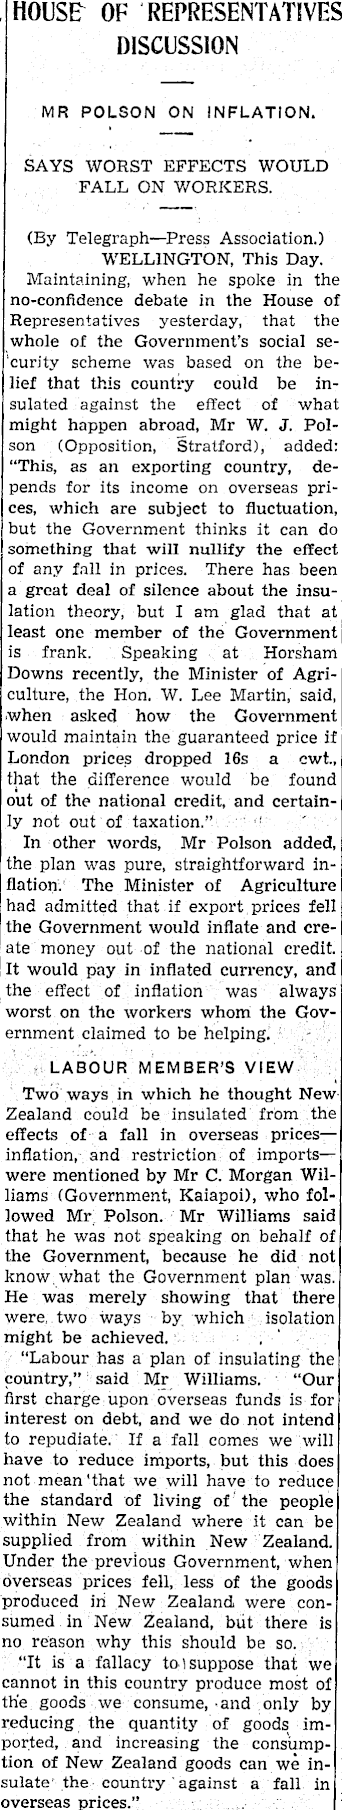 HOUSE OF REPRESENTATIVES
DISCUSSION
MR POLSON ON INFLATION.
SAYS WORST EFFECTS WOULD
FALL ON WORKERS.
(By Telegraph—Press Association.)
WELLINGTON, This Day.
Maintaining, when he spoke in the
no-confidence debate in the House of
Representatives yesterday, that the
whole of the Government's social se-
curity scheme was based on the be-
lief that this country could be in-
sulated against the effect of what
might happen abroad, Mr W. J. Pol-
son (Opposition, Stratford), added:
"This, as an exporting country, de-
pends for its income on overseas pri-
ces, which are subject to fluctuation,
but the Government thinks it can do
something that will nullify the effect
of any fall in prices. There has been
a great deal of silence about the insu-
lation theory, but I am glad that at
least one member of the Government
is frank. Speaking at Horsham
Downs recently, the Minister of Agri-
culture, the Hon. W. Lee Martin, said,
when asked how the Government
would maintain the guaranteed price if
London prices dropped 16s a cwt.,
that the difference would be found
out of the national credit, and certain-
ly not out of taxation."
In other words, Mr Polson added,
the plan was pure, straightforward in-
flation. The Minister of Agriculture
had admitted that if export prices fell
the Government would inflate and cre-
ate money out of the national credit.
It would pay in inflated currency, and
the effect of inflation was always
worst on the workers whom the Gov-
ernment claimed to be helping.
LABOUR MEMBER'S VIEW
Two ways in which he thought New
Zealand could be insulated from the
effects of a fall in overseas prices—
inflation, and restriction of imports—
were mentioned by Mr C. Morgan Wil-
liams (Government, Kaiapoi), who fol-
lowed Mr Polson. Mr Williams said
that he was not speaking on behalf of
the Government, because he did not
know what the Government plan was.
He was merely showing that there
were two ways by which isolation
might be achieved.
"Labour has a plan of insulating the
country," said Mr Williams. "Our
first charge upon overseas funds is for
interest on debt, and we do not intend
to repudiate. If a fall comes we will
have to reduce imports, but this does
not mean that we will have to reduce
the standard of living of the people
within New Zealand where it can be
supplied from within New Zealand.
Under the previous Government, when
overseas prices fell, less of the goods
produced in New Zealand were con-
sumed in New Zealand, but there is
no reason why this should be so.
"It is a fallacy to suppose that we
cannot in this country produce most of
the goods we consume, and only by
reducing the quantity of goods im-
ported, and increasing the consump-
tion of New Zealand goods can we in-
sulate the country against a fall in
overseas prices."